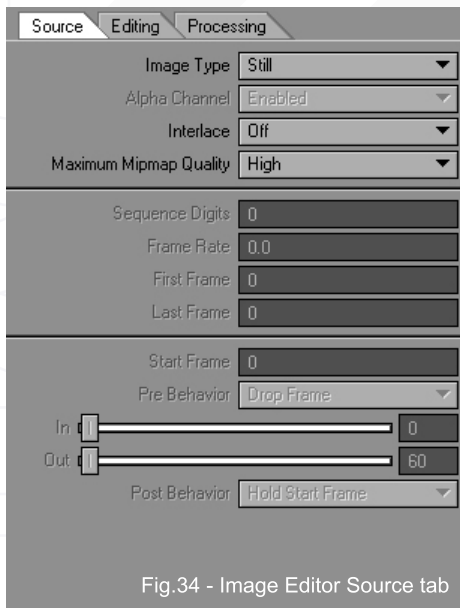 Source Editing Processing
Image Type Still
Alpha Channel Enabled
Interlace Off
Maximum Mipmap Quality High
Sequence Digits 0
Frame Rate 0.0
First Frame 0
Last Frame 0
Start Frame 0
Pre Behavior Drop Frame
In 0
Out 60
Post Behavior Hold Start Frame
Fig.34 - Image Editor Source tab